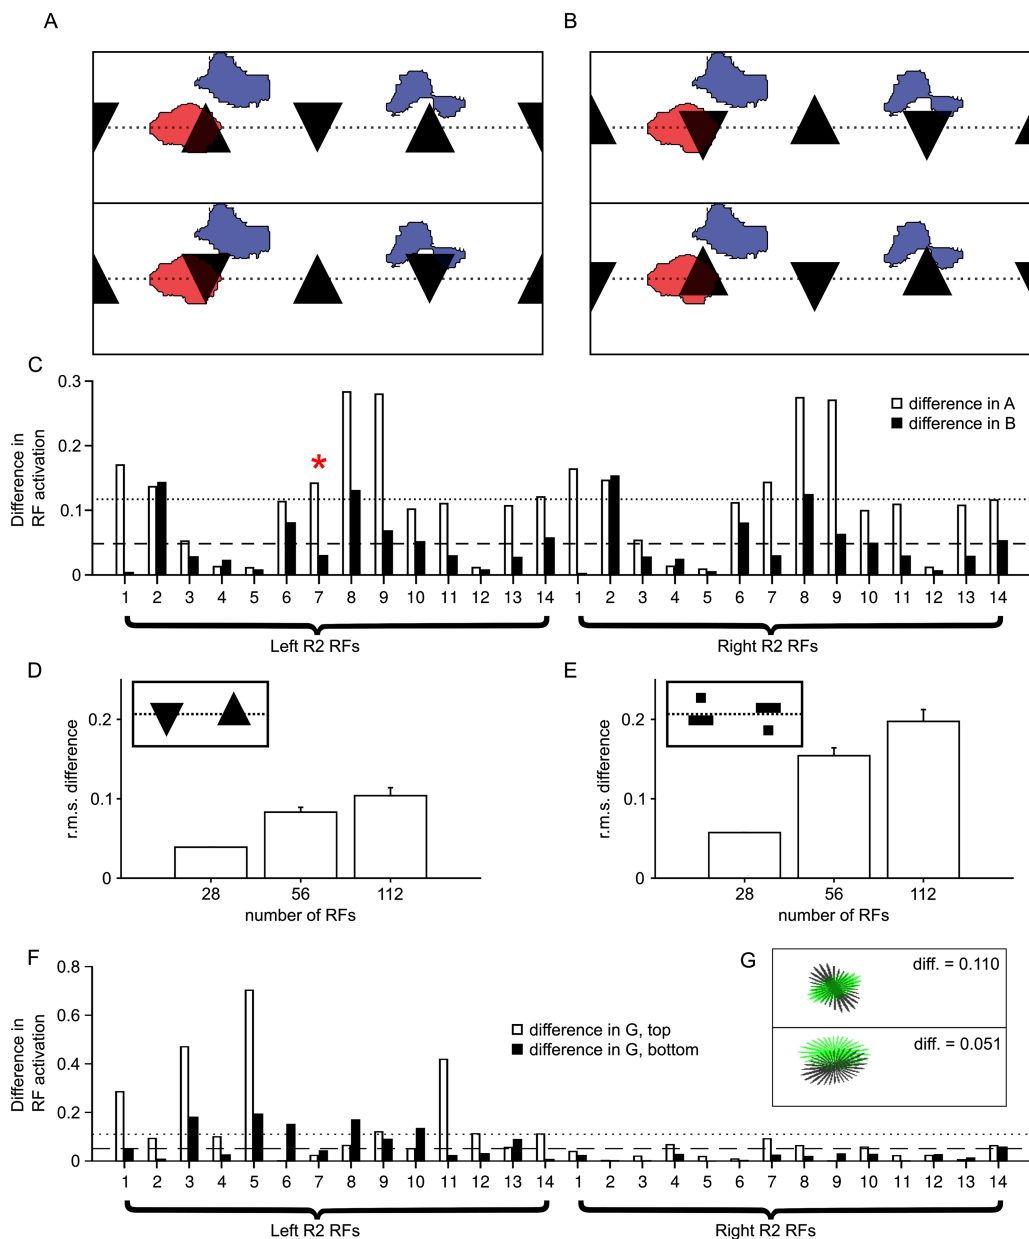 A
B
C
0.3
0.2
0.1
0
Difference in
RF activation
*
difference in A
difference in B
1 2 3 4 5 6 7 8 9 10 11 12 13 14 1 2 3 4 5 6 7 8 9 10 11 12 13 14
Left R2 RFs
Right R2 RFs
D
0.2
0.1
0
r.m.s. difference
28 56 112
number of RFs
E
0.2
0.1
0
r.m.s. difference
28 56 112
number of RFs
F
0.8
0.6
0.4
0.2
0
Difference in
RF activation
difference in G, top
difference in G, bottom
G
diff. = 0.110
diff. = 0.051
1 2 3 4 5 6 7 8 9 10 11 12 13 14 1 2 3 4 5 6 7 8 9 10 11 12 13 14
Left R2 RFs
Right R2 RFs